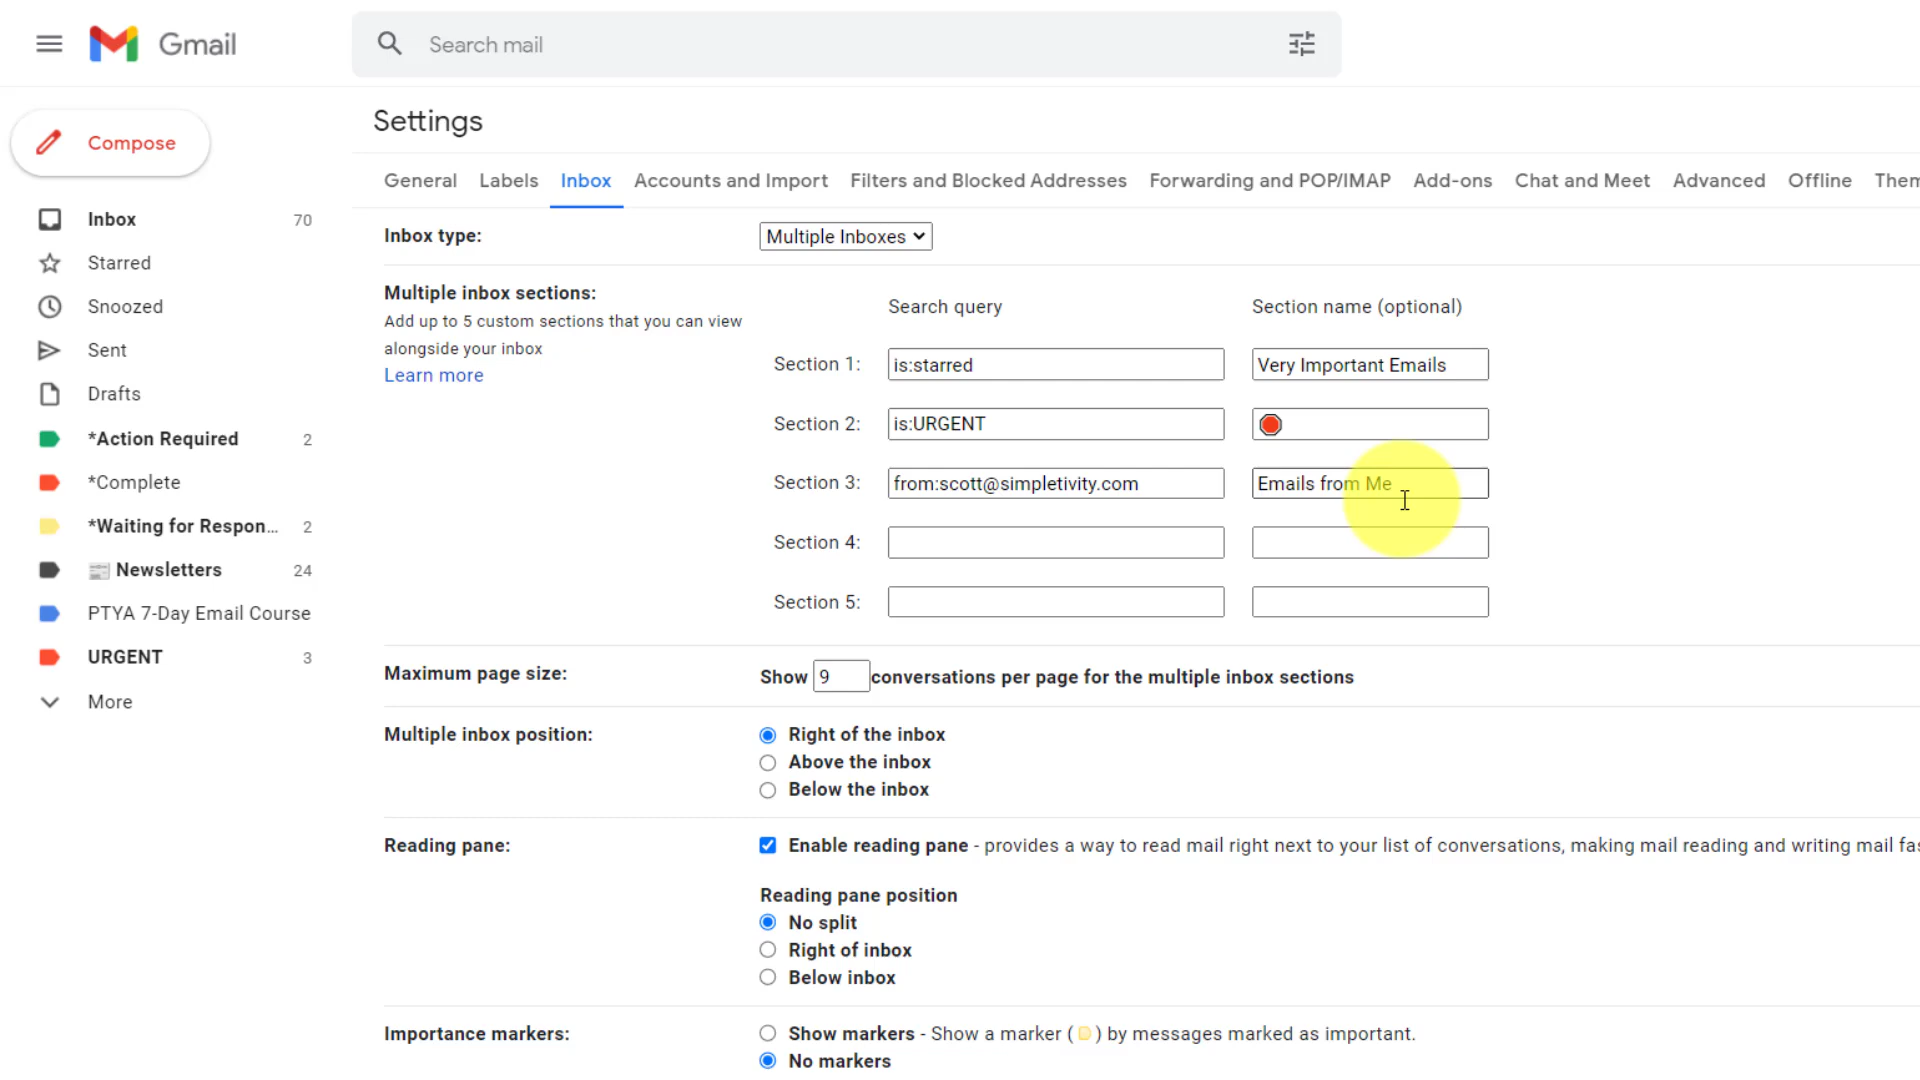 Gmail
Search mail
Compose
Inbox 70
Starred
Snoozed
Sent
Drafts
*Action Required 2
*Complete
*Waiting for Respon... 2
Newsletters 24
PTYA 7-Day Email Course
URGENT 3
More
Settings
General Labels Inbox Accounts and Import Filters and Blocked Addresses Forwarding and POP/IMAP Add-ons Chat and Meet Advanced Offline Them
Inbox type: Multiple Inboxes
Multiple inbox sections:
Add up to 5 custom sections that you can view
alongside your inbox
Learn more
Search query Section name (optional)
Section 1: is:starred Very Important Emails
Section 2: is:URGENT
Section 3: from:scott@simpletivity.com Emails from Me
Section 4:
Section 5:
Maximum page size: Show 9 conversations per page for the multiple inbox sections
Multiple inbox position: Right of the inbox
Above the inbox
Below the inbox
Reading pane: Enable reading pane - provides a way to read mail right next to your list of conversations, making mail reading and writing mail fas
Reading pane position
No split
Right of inbox
Below inbox
Importance markers: Show markers - Show a marker ( ) by messages marked as important.
No markers